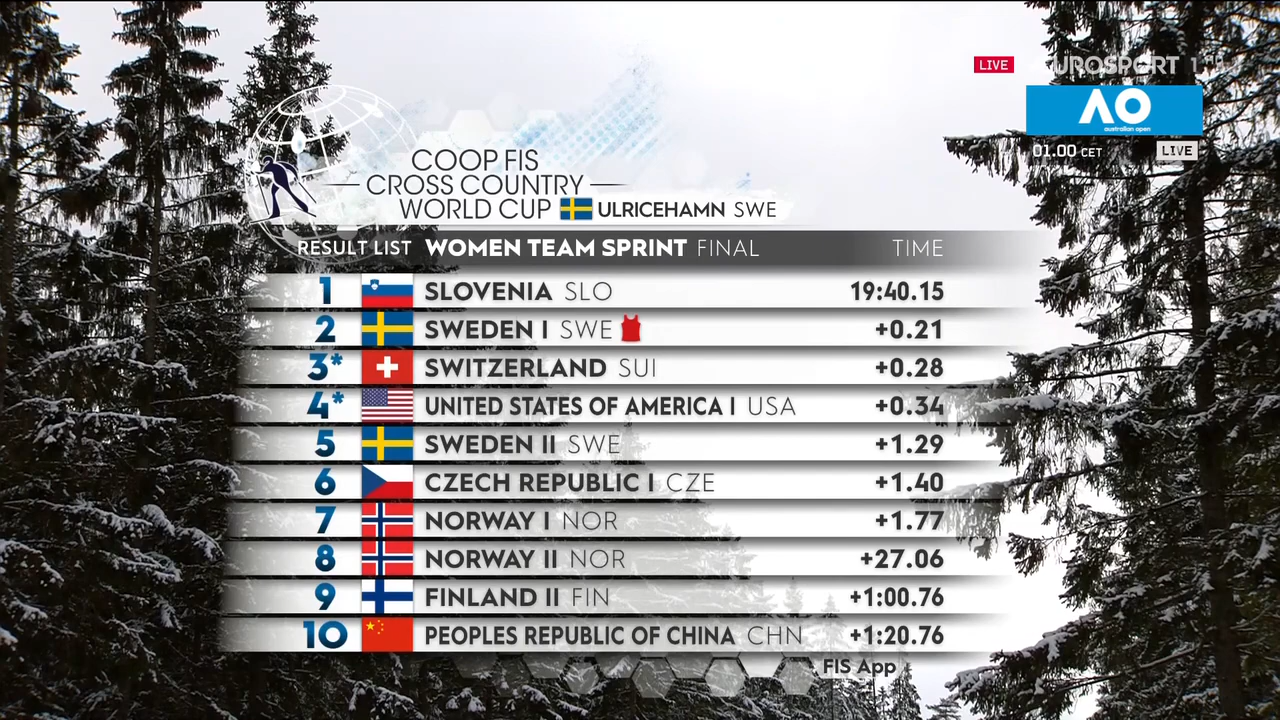 LIVE
EUROSPORT 1
AO
australian open
01.00 CET LIVE
COOP FIS
CROSS COUNTRY
WORLD CUP ULRICEHAMN SWE
RESULT LIST WOMEN TEAM SPRINT FINAL TIME
1 SLOVENIA SLO 19:40.15
2 SWEDEN I SWE +0.21
3* SWITZERLAND SUI +0.28
4* UNITED STATES OF AMERICA I USA +0.34
5 SWEDEN II SWE +1.29
6 CZECH REPUBLIC I CZE +1.40
7 NORWAY I NOR +1.77
8 NORWAY II NOR +27.06
9 FINLAND II FIN +1:00.76
10 PEOPLES REPUBLIC OF CHINA CHN +1:20.76
FIS App